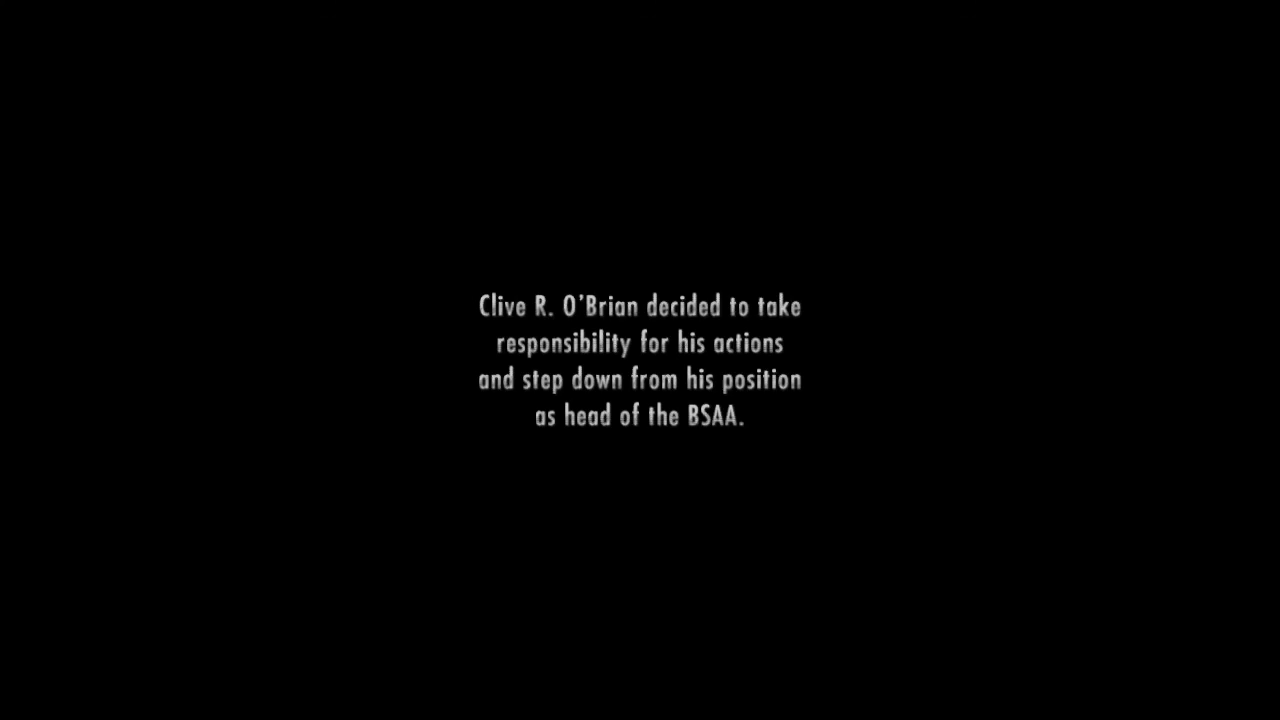 Clive R. O’Brian decided to take
responsibility for his actions
and step down from his position
as head of the BSAA.